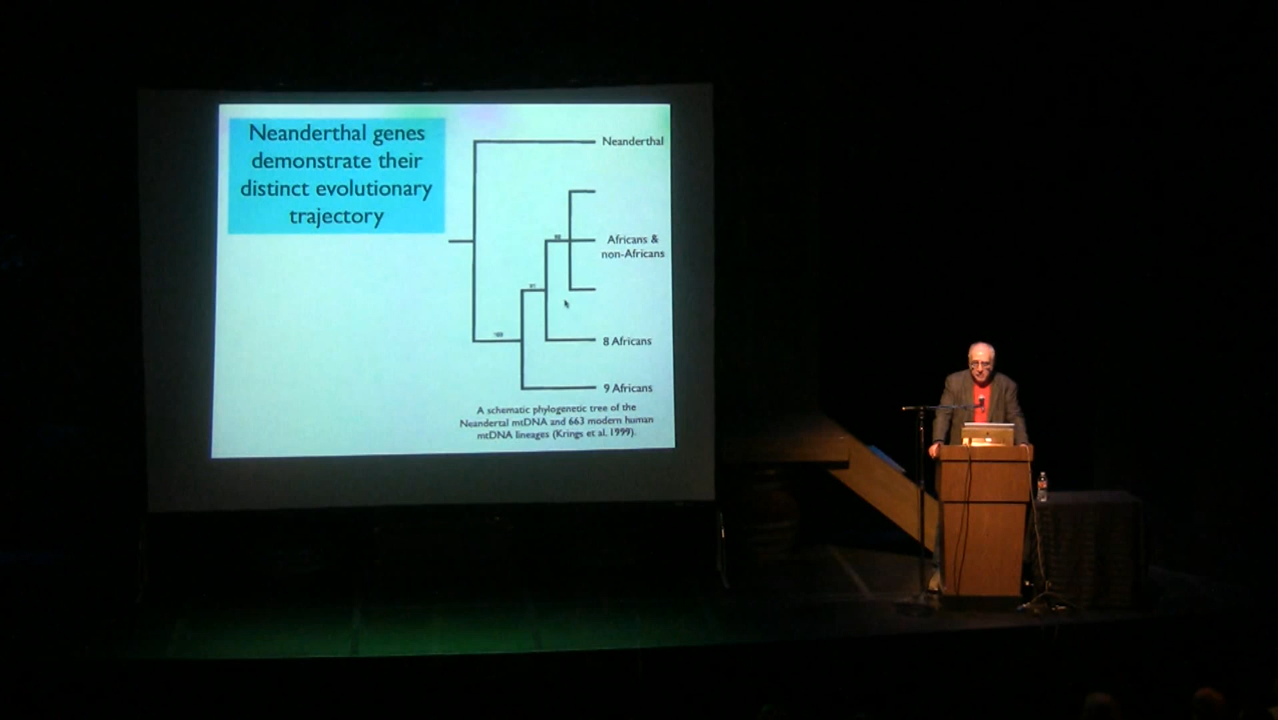 Neanderthal genes
demonstrate their
distinct evolutionary
trajectory
Neanderthal
Africans &
non-Africans
8 Africans
9 Africans
A schematic phylogenetic tree of the
Neandertal mtDNA and 663 modern human
mtDNA lineages (Krings et al. 1999).